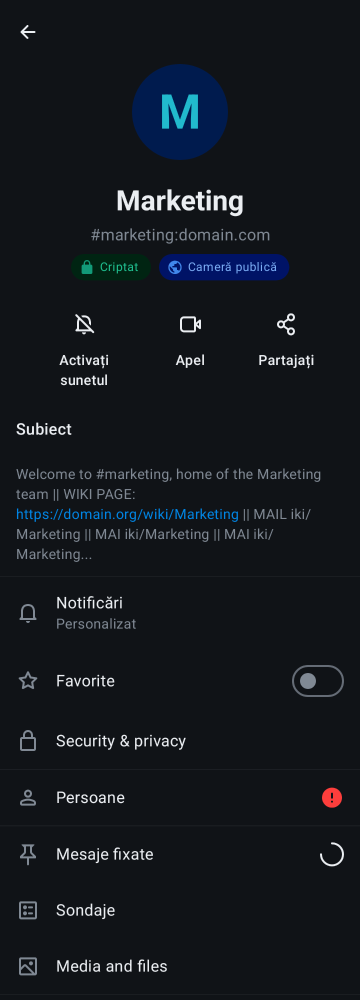 M
Marketing
#marketing:domain.com
Criptat
Cameră publică
Activați
sunetul
Apel
Partajați
Subiect
Welcome to #marketing, home of the Marketing
team || WIKI PAGE:
https://domain.org/wiki/Marketing || MAIL iki/
Marketing || MAI iki/Marketing || MAI iki/
Marketing...
Notificări
Personalizat
Favorite
Security & privacy
Persoane
Mesaje fixate
Sondaje
Media and files